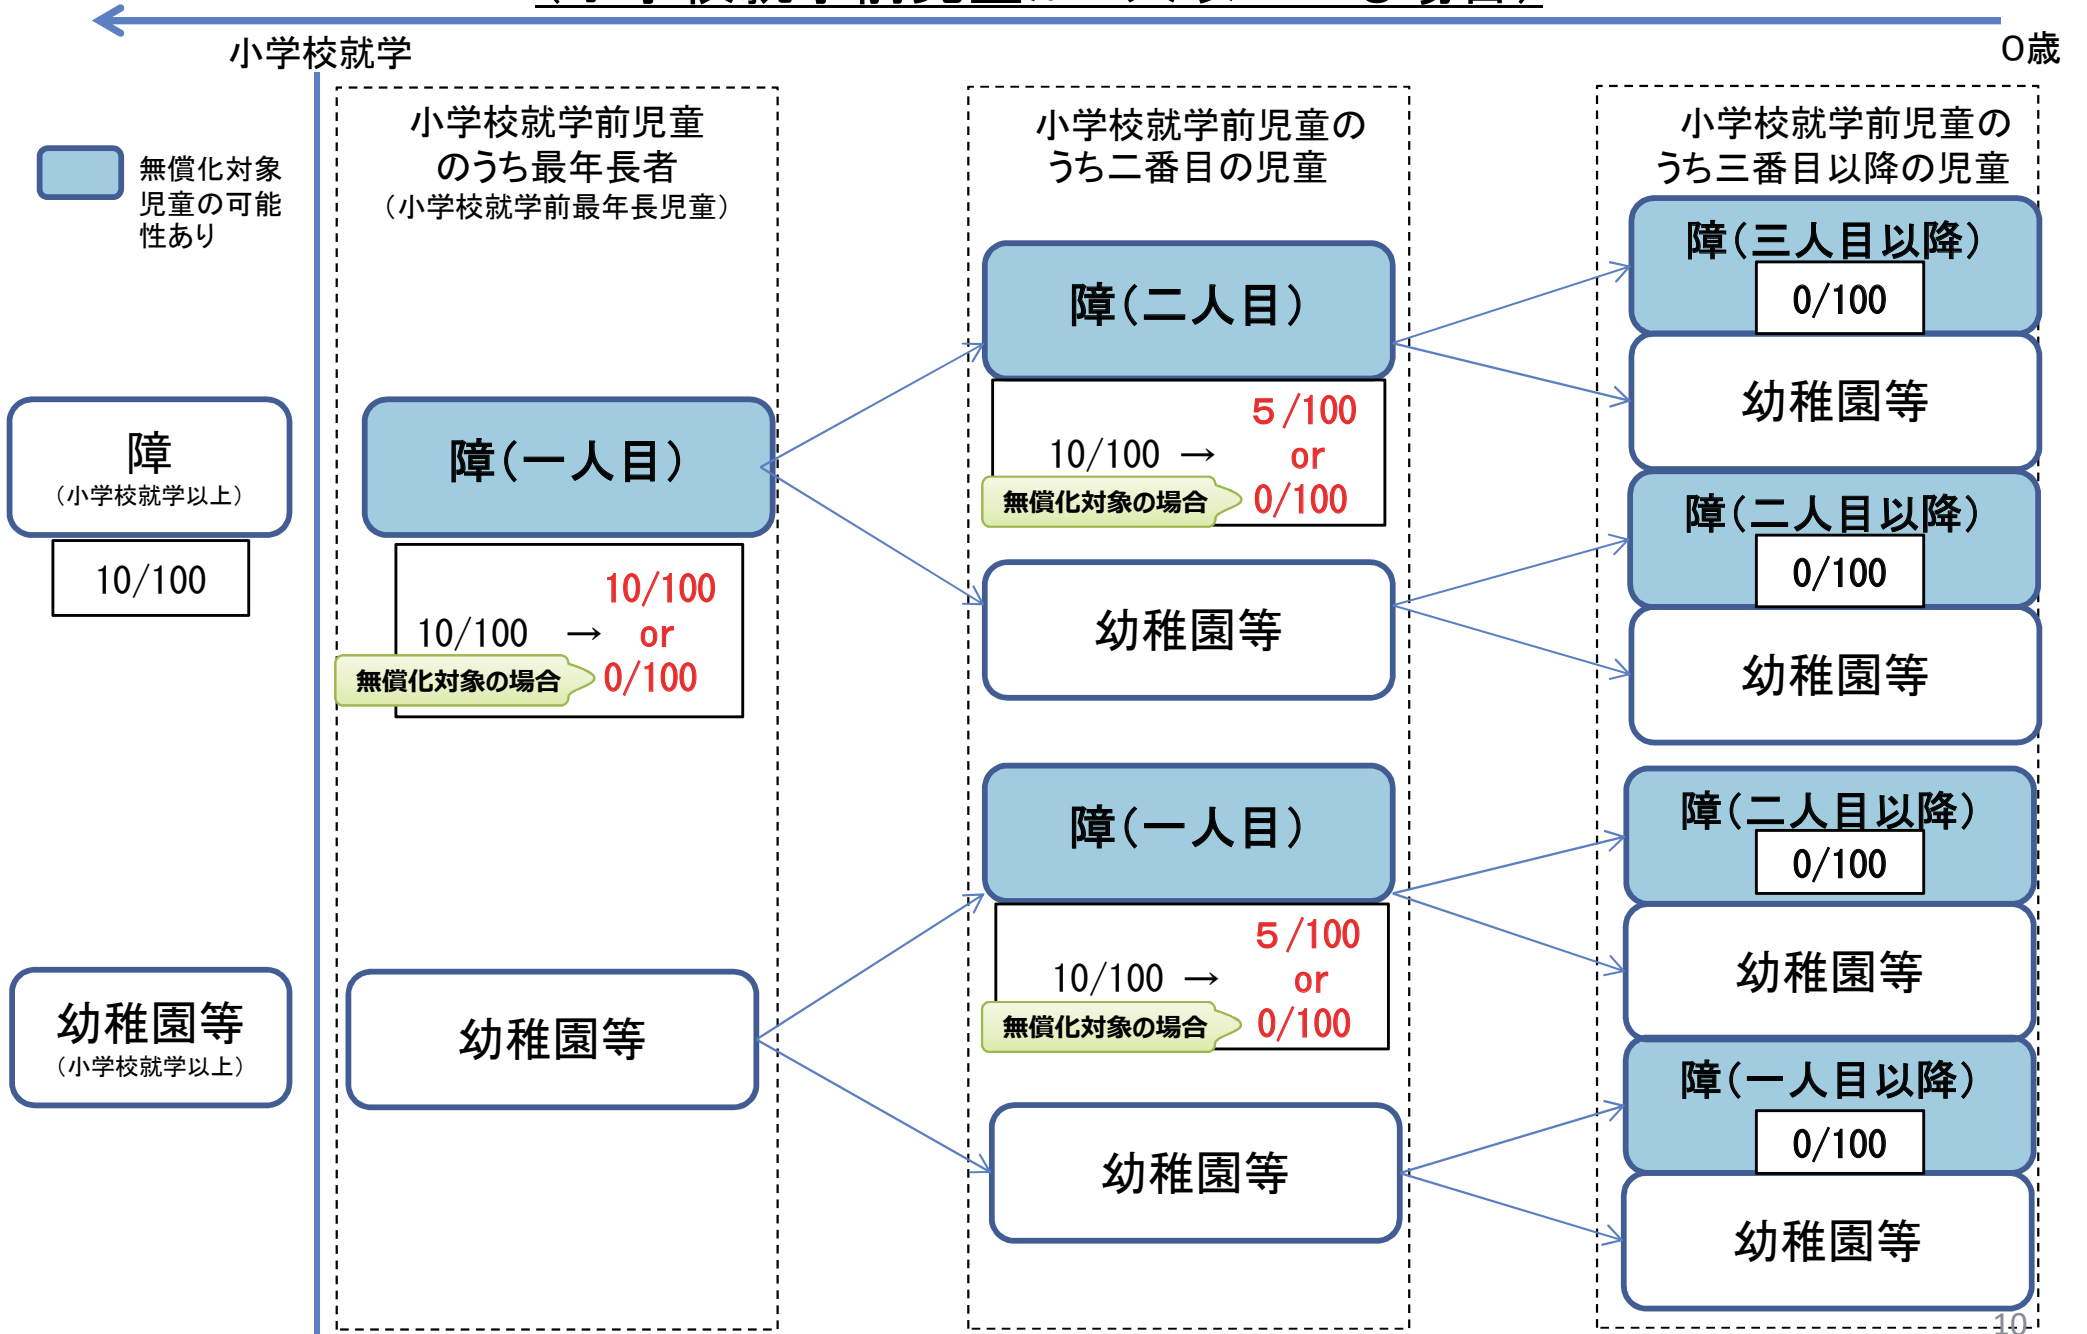 小学校就学
0歳
無償化対象
児童の可能
性あり
障
（小学校就学以上）
10/100
幼稚園等
（小学校就学以上）
小学校就学前児童
のうち最年長者
（小学校就学前最年長児童）
障（一人目）
10/100
10/100 → or
無償化対象の場合 0/100
幼稚園等
小学校就学前児童の
うち二番目の児童
障（二人目）
５/100
10/100 → or
無償化対象の場合 0/100
幼稚園等
障（一人目）
５/100
10/100 → or
無償化対象の場合 0/100
幼稚園等
小学校就学前児童の
うち三番目以降の児童
障（三人目以降）
0/100
幼稚園等
障（二人目以降）
0/100
幼稚園等
障（二人目以降）
0/100
幼稚園等
障（一人目以降）
0/100
幼稚園等
10